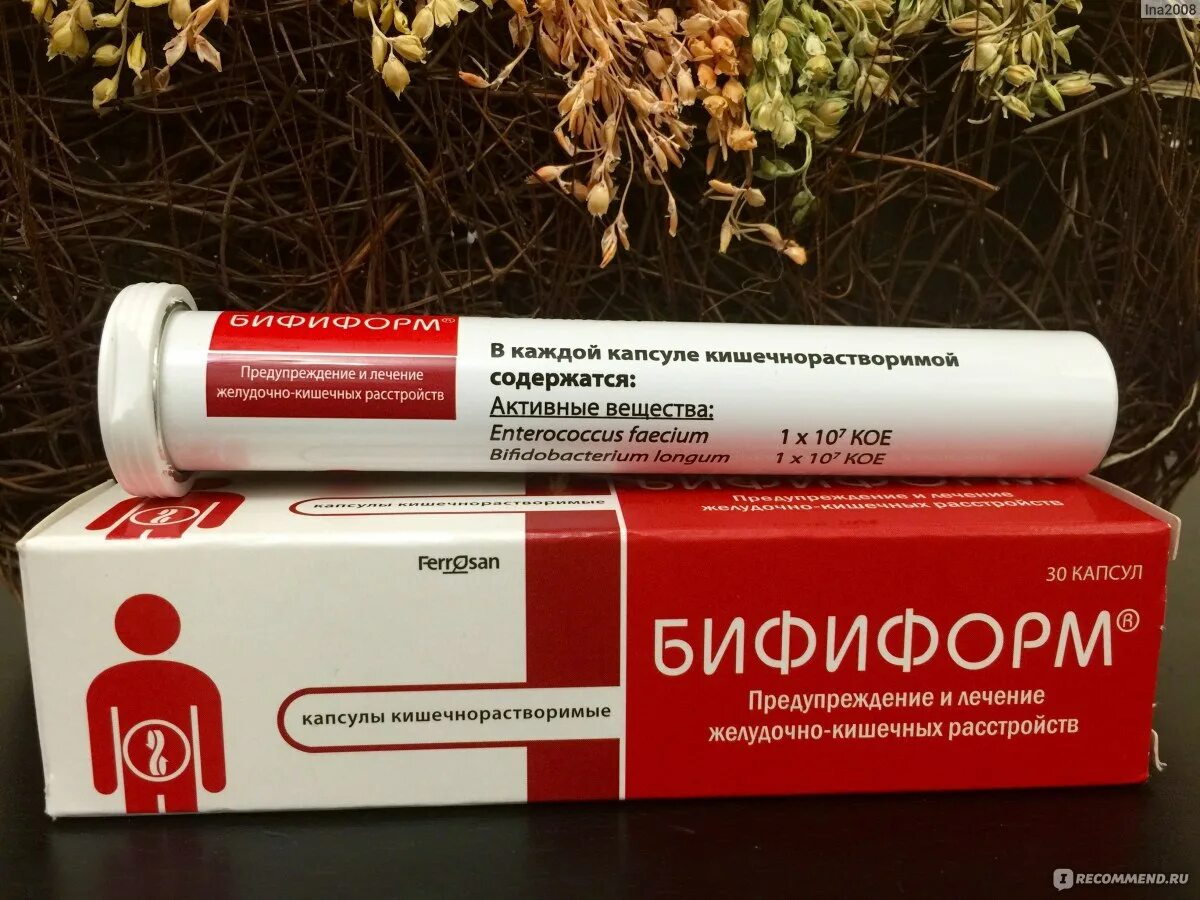 Ina2008
БИФИФОРМ®
Предупреждение и лечение
желудочно-кишечных расстройств
В каждой капсуле кишечнорастворимой
содержатся:
Активные вещества:
Enterococcus faecium 1 x 10⁷ КОЕ
Bifidobacterium longum 1 x 10⁷ КОЕ
капсулы кишечнорастворимые
БИФИФОРМ
Предупреждение и лечение
желудочно-кишечных расстройств
Ferrosan
30 КАПСУЛ
БИФИФОРМ®
Предупреждение и лечение
желудочно-кишечных расстройств
капсулы кишечнорастворимые
IRECOMMEND.RU